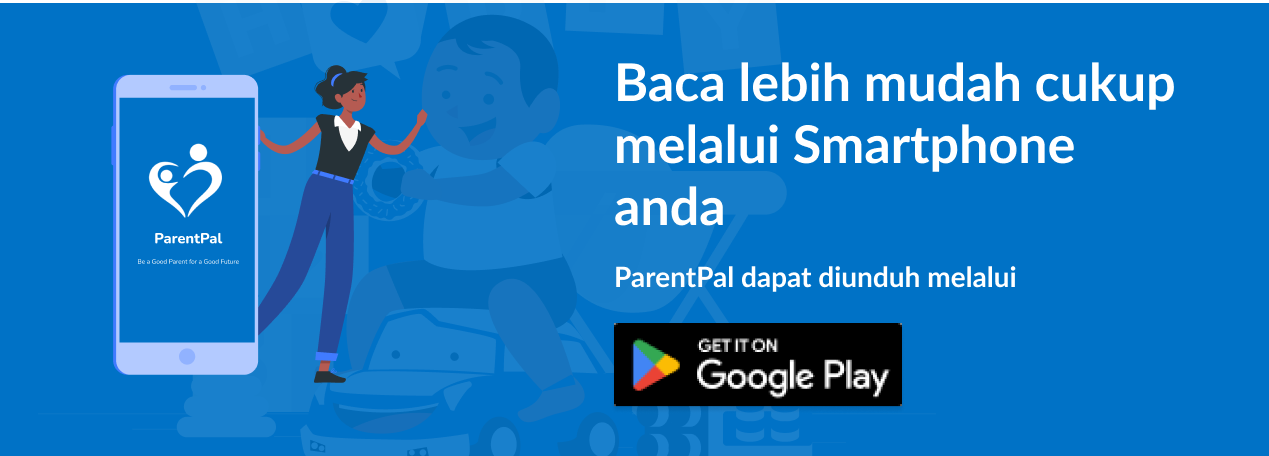 Baca lebih mudah cukup
melalui Smartphone
anda
ParentPal dapat diunduh melalui
GET IT ON
Google Play
ParentPal
Be a Good Parent for a Good Future